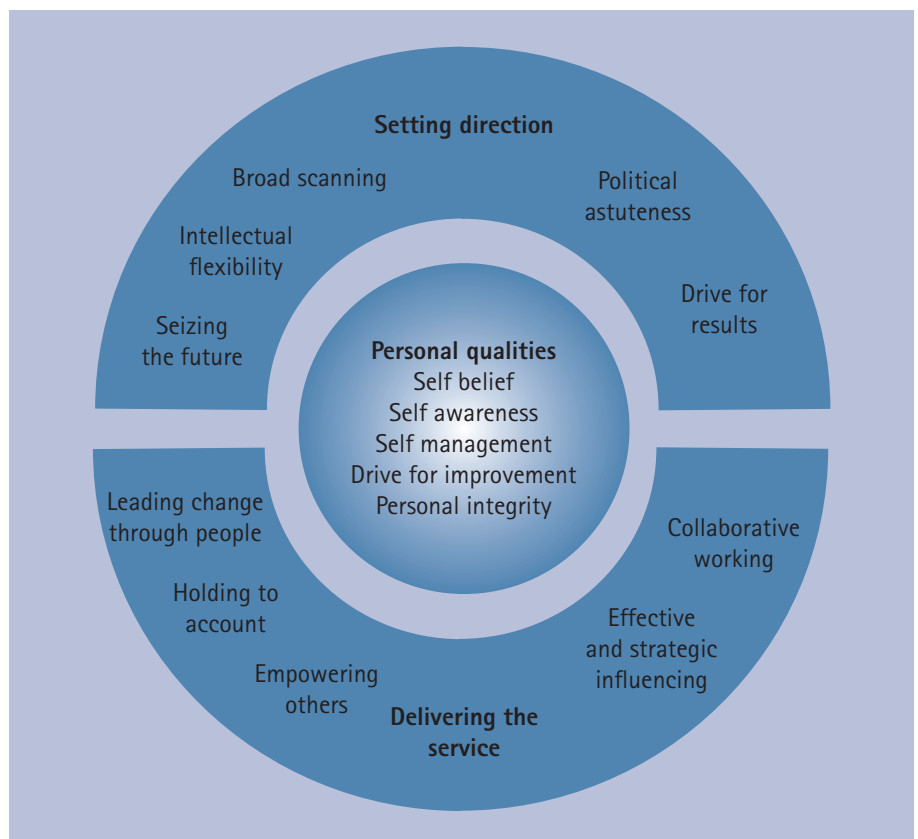 Setting direction
Broad scanning
Political
astuteness
Intellectual
flexibility
Drive for
results
Seizing
the future
Personal qualities
Self belief
Self awareness
Self management
Drive for improvement
Personal integrity
Leading change
through people
Collaborative
working
Holding to
account
Effective
and strategic
influencing
Empowering
others
Delivering the
service